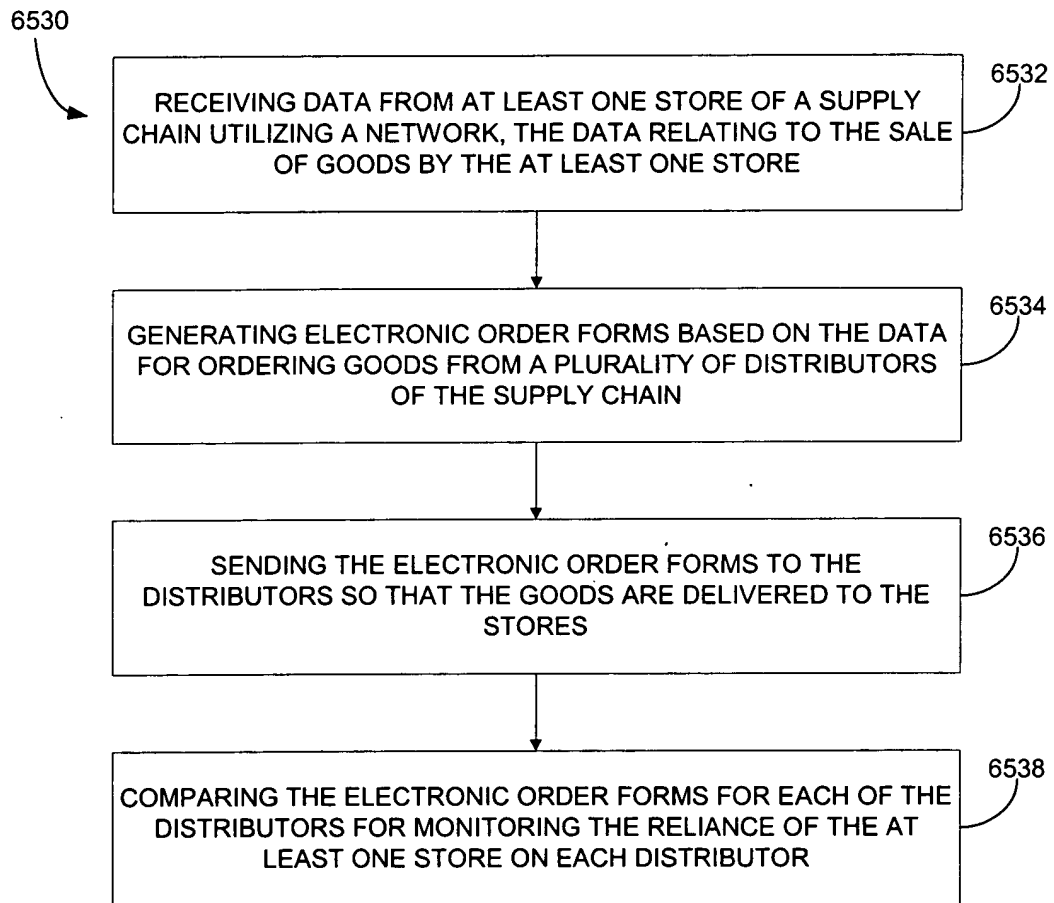 6530
6532
RECEIVING DATA FROM AT LEAST ONE STORE OF A SUPPLY
CHAIN UTILIZING A NETWORK, THE DATA RELATING TO THE SALE
OF GOODS BY THE AT LEAST ONE STORE
6534
GENERATING ELECTRONIC ORDER FORMS BASED ON THE DATA
FOR ORDERING GOODS FROM A PLURALITY OF DISTRIBUTORS
OF THE SUPPLY CHAIN
6536
SENDING THE ELECTRONIC ORDER FORMS TO THE
DISTRIBUTORS SO THAT THE GOODS ARE DELIVERED TO THE
STORES
6538
COMPARING THE ELECTRONIC ORDER FORMS FOR EACH OF THE
DISTRIBUTORS FOR MONITORING THE RELIANCE OF THE AT
LEAST ONE STORE ON EACH DISTRIBUTOR